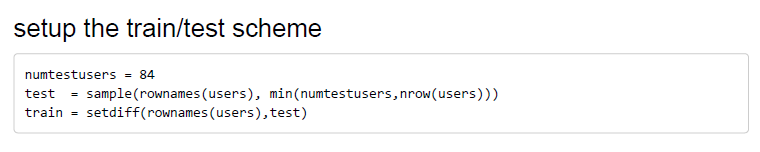 setup the train/test scheme
numtestusers = 84
test  = sample(rownames(users), min(numtestusers,nrow(users)))
train = setdiff(rownames(users),test)